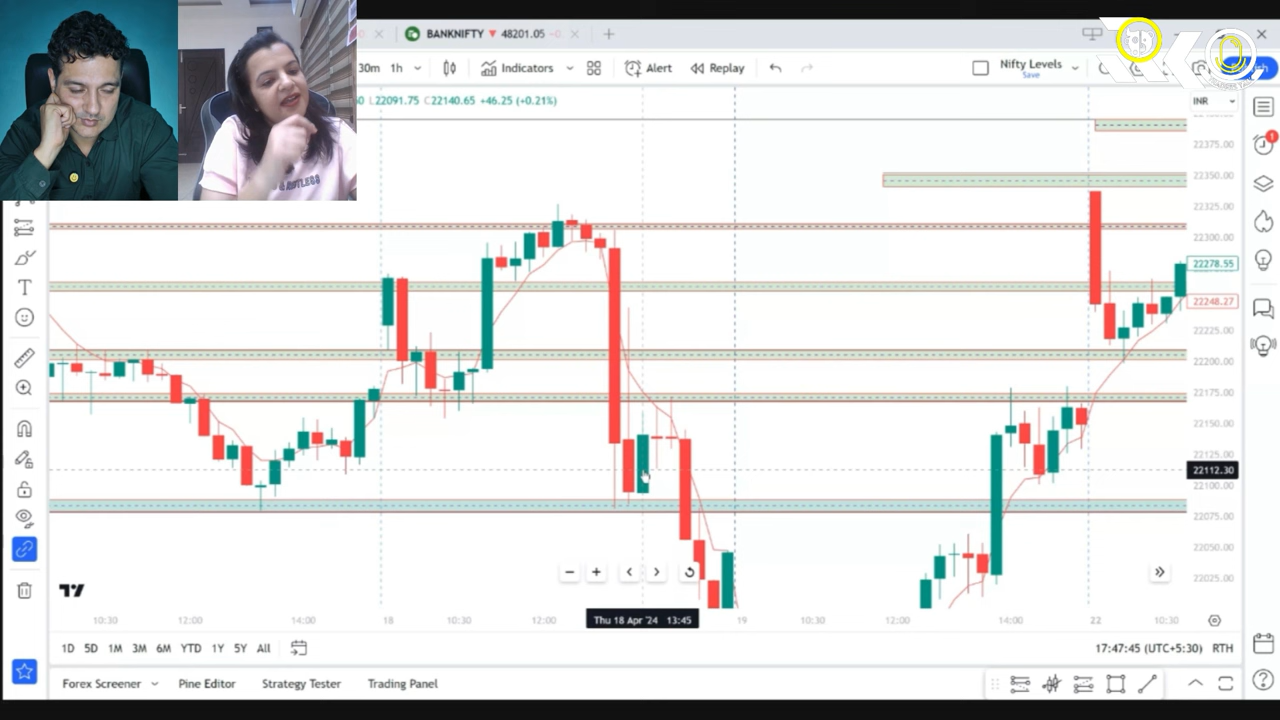 BANKNIFTY ▼ 48201.05
30m 1h Indicators Alert Replay Nifty Levels
Save
L22091.75 C22140.65 +46.25 (+0.21%)
INR
22375.00
22350.00
22325.00
22300.00
22278.55
22248.27
22225.00
22200.00
22175.00
22150.00
22125.00
22112.30
22100.00
22075.00
22050.00
22025.00
10:30 12:00 14:00 18 10:30 12:00 Thu 18 Apr '24 13:45 19 10:30 12:00 14:00 22 10:30
1D 5D 1M 3M 6M YTD 1Y 5Y All 17:47:45 (UTC+5:30) RTH
Forex Screener Pine Editor Strategy Tester Trading Panel